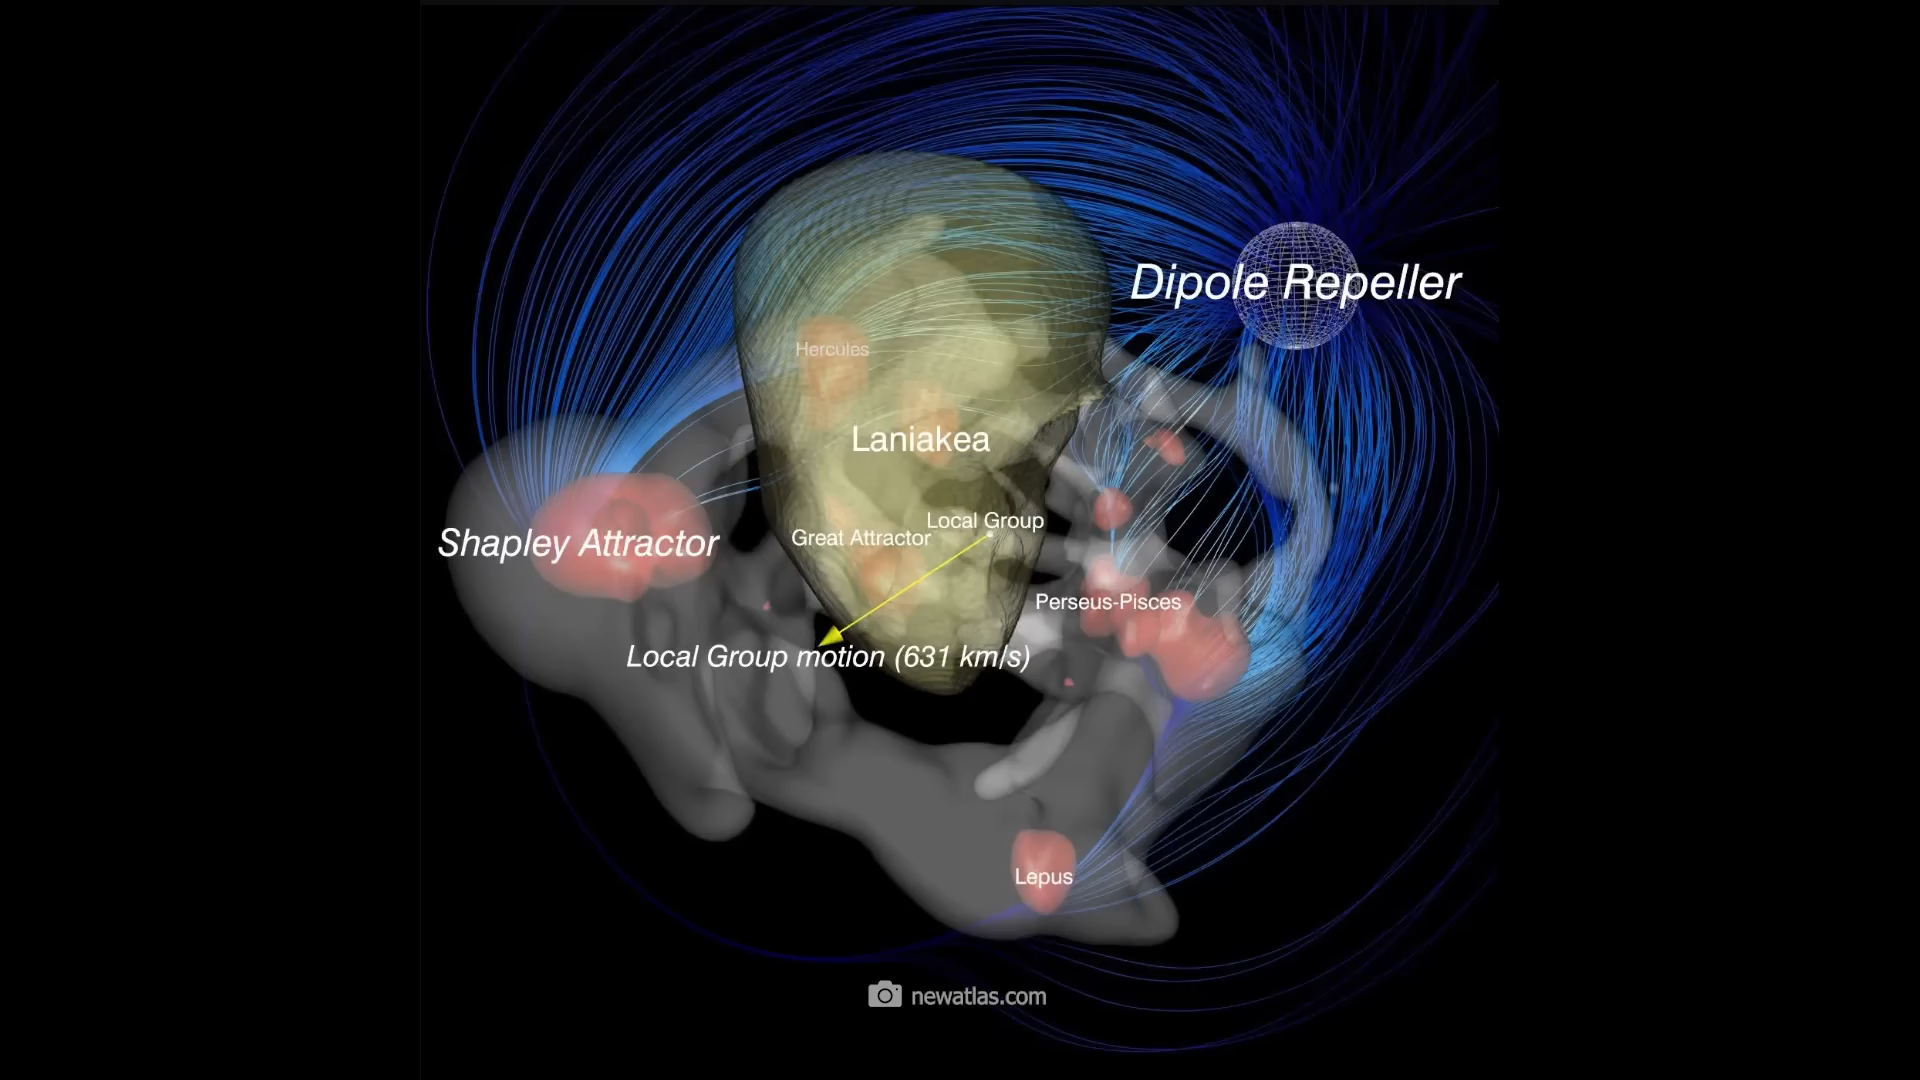 Dipole Repeller
Hercules
Laniakea
Local Group
Great Attractor
Shapley Attractor
Perseus-Pisces
Local Group motion (631 km/s)
Lepus
newatlas.com